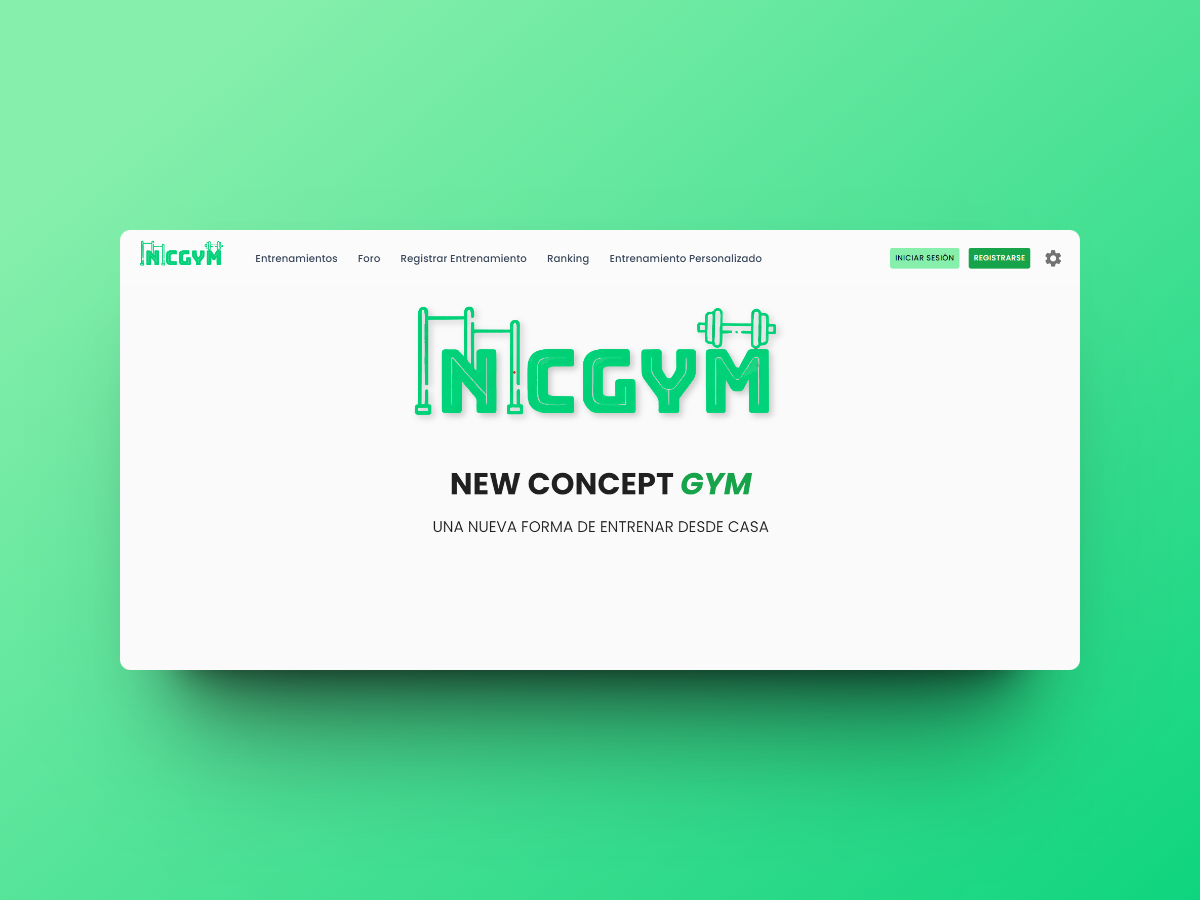 NCGYM
Entrenamientos Foro Registrar Entrenamiento Ranking Entrenamiento Personalizado
INICIAR SESIÓN REGISTRARSE
NCGYM
NEW CONCEPT GYM
UNA NUEVA FORMA DE ENTRENAR DESDE CASA